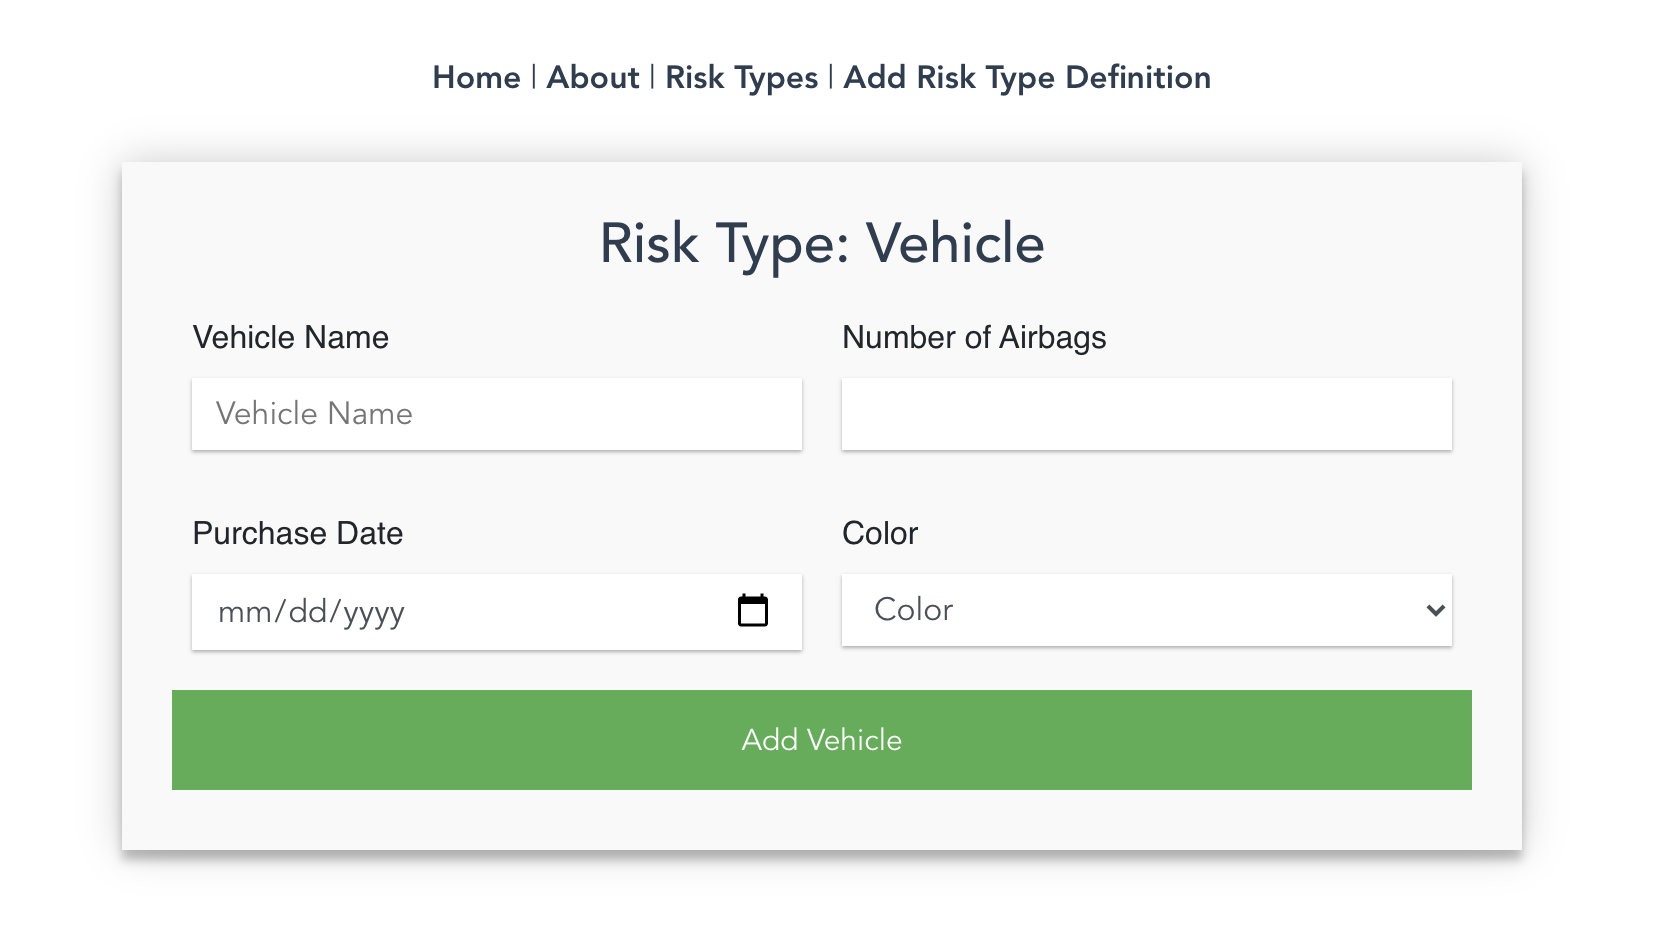 Home | About | Risk Types | Add Risk Type Definition
Risk Type: Vehicle
Vehicle Name
Number of Airbags
Vehicle Name
Purchase Date
Color
mm/dd/yyyy
Color
Add Vehicle